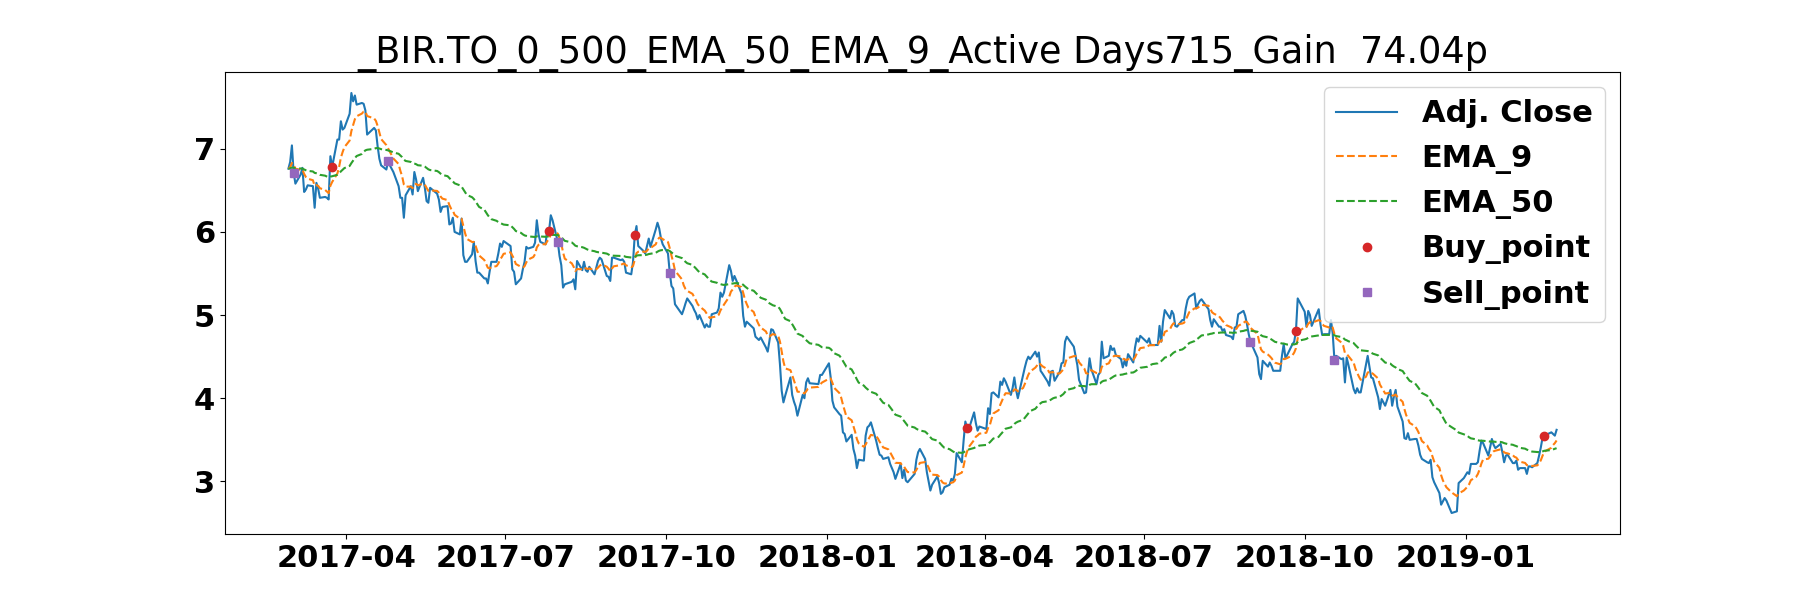 _BIR.TO_0_500_EMA_50_EMA_9_Active Days715_Gain  74.04p
Adj. Close
EMA_9
EMA_50
Buy_point
Sell_point
7
6
5
4
3
2017-04 2017-07 2017-10 2018-01 2018-04 2018-07 2018-10 2019-01